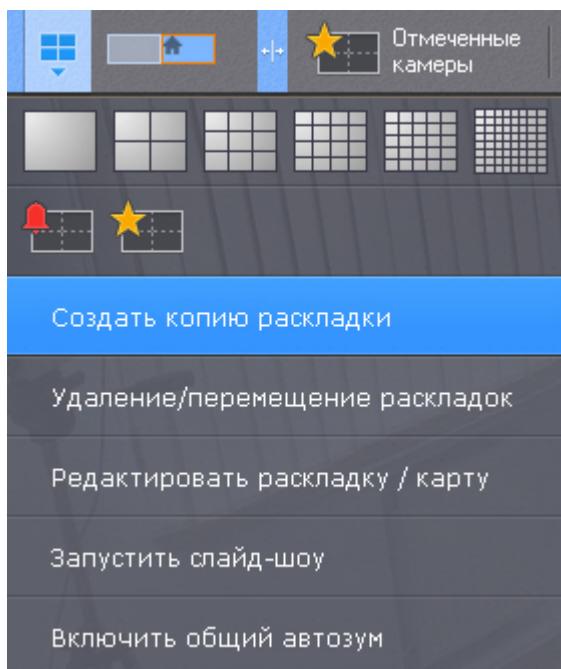 Отмеченные
камеры
Создать копию раскладки
Удаление/перемещение раскладок
Редактировать раскладку / карту
Запустить слайд-шоу
Включить общий автозум